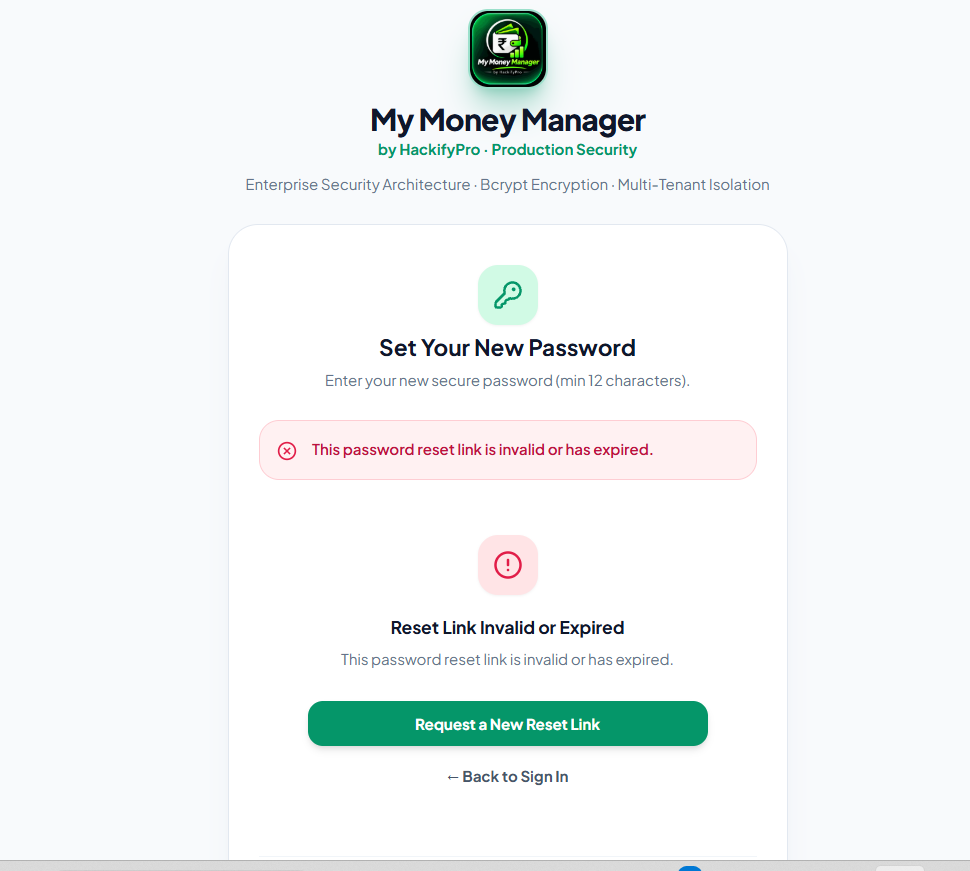 ₹
My Money Manager
by HackifyPro
My Money Manager
by HackifyPro · Production Security
Enterprise Security Architecture · Bcrypt Encryption · Multi-Tenant Isolation
Set Your New Password
Enter your new secure password (min 12 characters).
This password reset link is invalid or has expired.
Reset Link Invalid or Expired
This password reset link is invalid or has expired.
Request a New Reset Link
← Back to Sign In